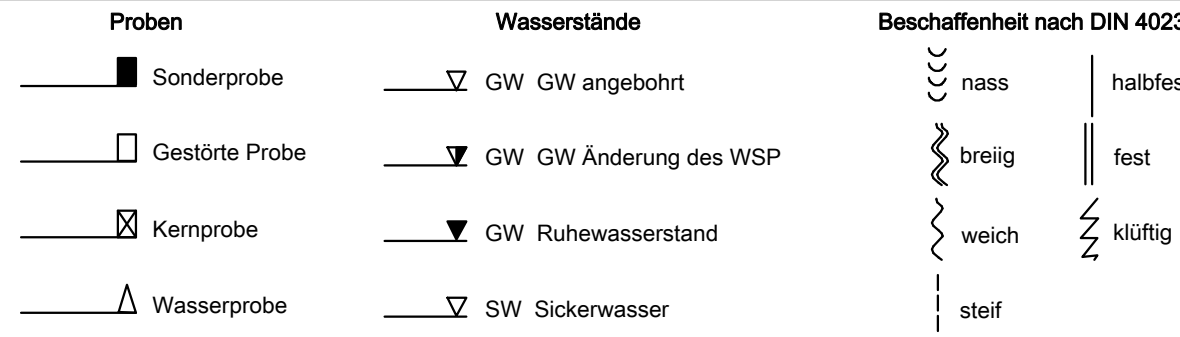 Proben
Sonderprobe
Gestörte Probe
Kernprobe
Wasserprobe
Wasserstände
GW GW angebohrt
GW GW Änderung des WSP
GW Ruhewasserstand
SW Sickerwasser
Beschaffenheit nach DIN 4023
nass
breiig
weich
steif
halbfes
fest
klüftig